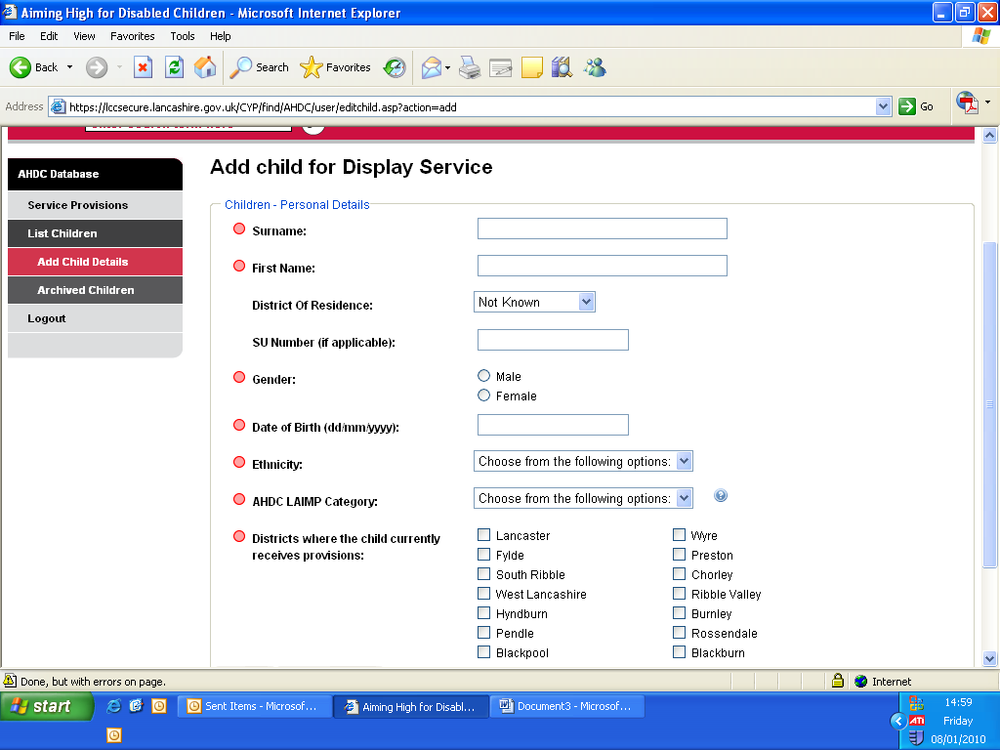 Aiming High for Disabled Children - Microsoft Internet Explorer
File Edit View Favorites Tools Help
Back Search Favorites
Address https://lccsecure.lancashire.gov.uk/CYP/find/AHDC/user/editchild.asp?action=add Go
AHDC Database
Service Provisions
List Children
Add Child Details
Archived Children
Logout
Add child for Display Service
Children - Personal Details
Surname:
First Name:
District Of Residence: Not Known
SU Number (if applicable):
Gender: Male
Female
Date of Birth (dd/mm/yyyy):
Ethnicity: Choose from the following options:
AHDC LAIMP Category: Choose from the following options: ?
Districts where the child currently
receives provisions:
Lancaster Wyre
Fylde Preston
South Ribble Chorley
West Lancashire Ribble Valley
Hyndburn Burnley
Pendle Rossendale
Blackpool Blackburn
Done, but with errors on page. Internet
start Sent Items - Microsof... Aiming High for Disabl... Document3 - Microsof... 14:59
ATI Friday
08/01/2010